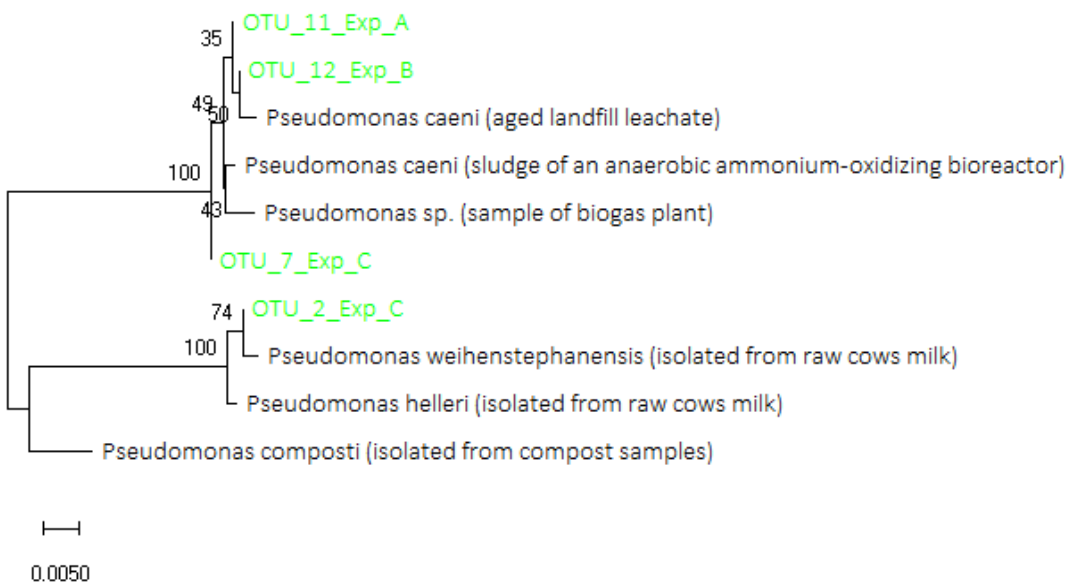 OTU_11_Exp_A
35
OTU_12_Exp_B
49
50
Pseudomonas caeni (aged landfill leachate)
Pseudomonas caeni (sludge of an anaerobic ammonium-oxidizing bioreactor)
100
43
Pseudomonas sp. (sample of biogas plant)
OTU_7_Exp_C
74
OTU_2_Exp_C
100
Pseudomonas weihenstephanensis (isolated from raw cows milk)
Pseudomonas helleri (isolated from raw cows milk)
Pseudomonas composti (isolated from compost samples)
0.0050